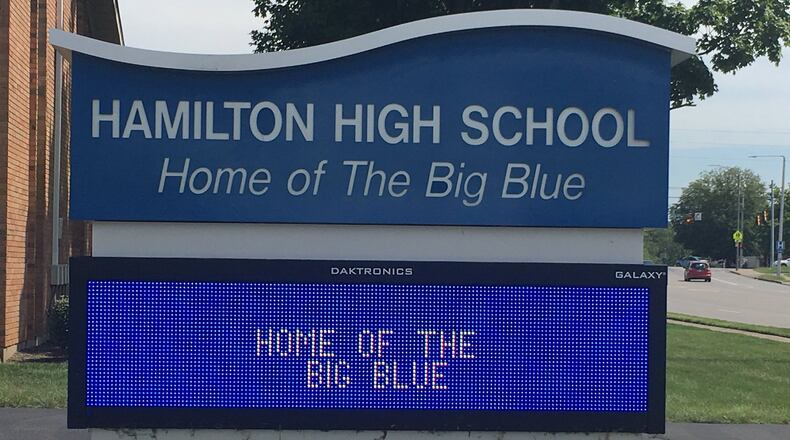 HAMILTON HIGH SCHOOL
Home of The Big Blue
DAKTRONICS GALAXY®
HOME OF THE
BIG BLUE